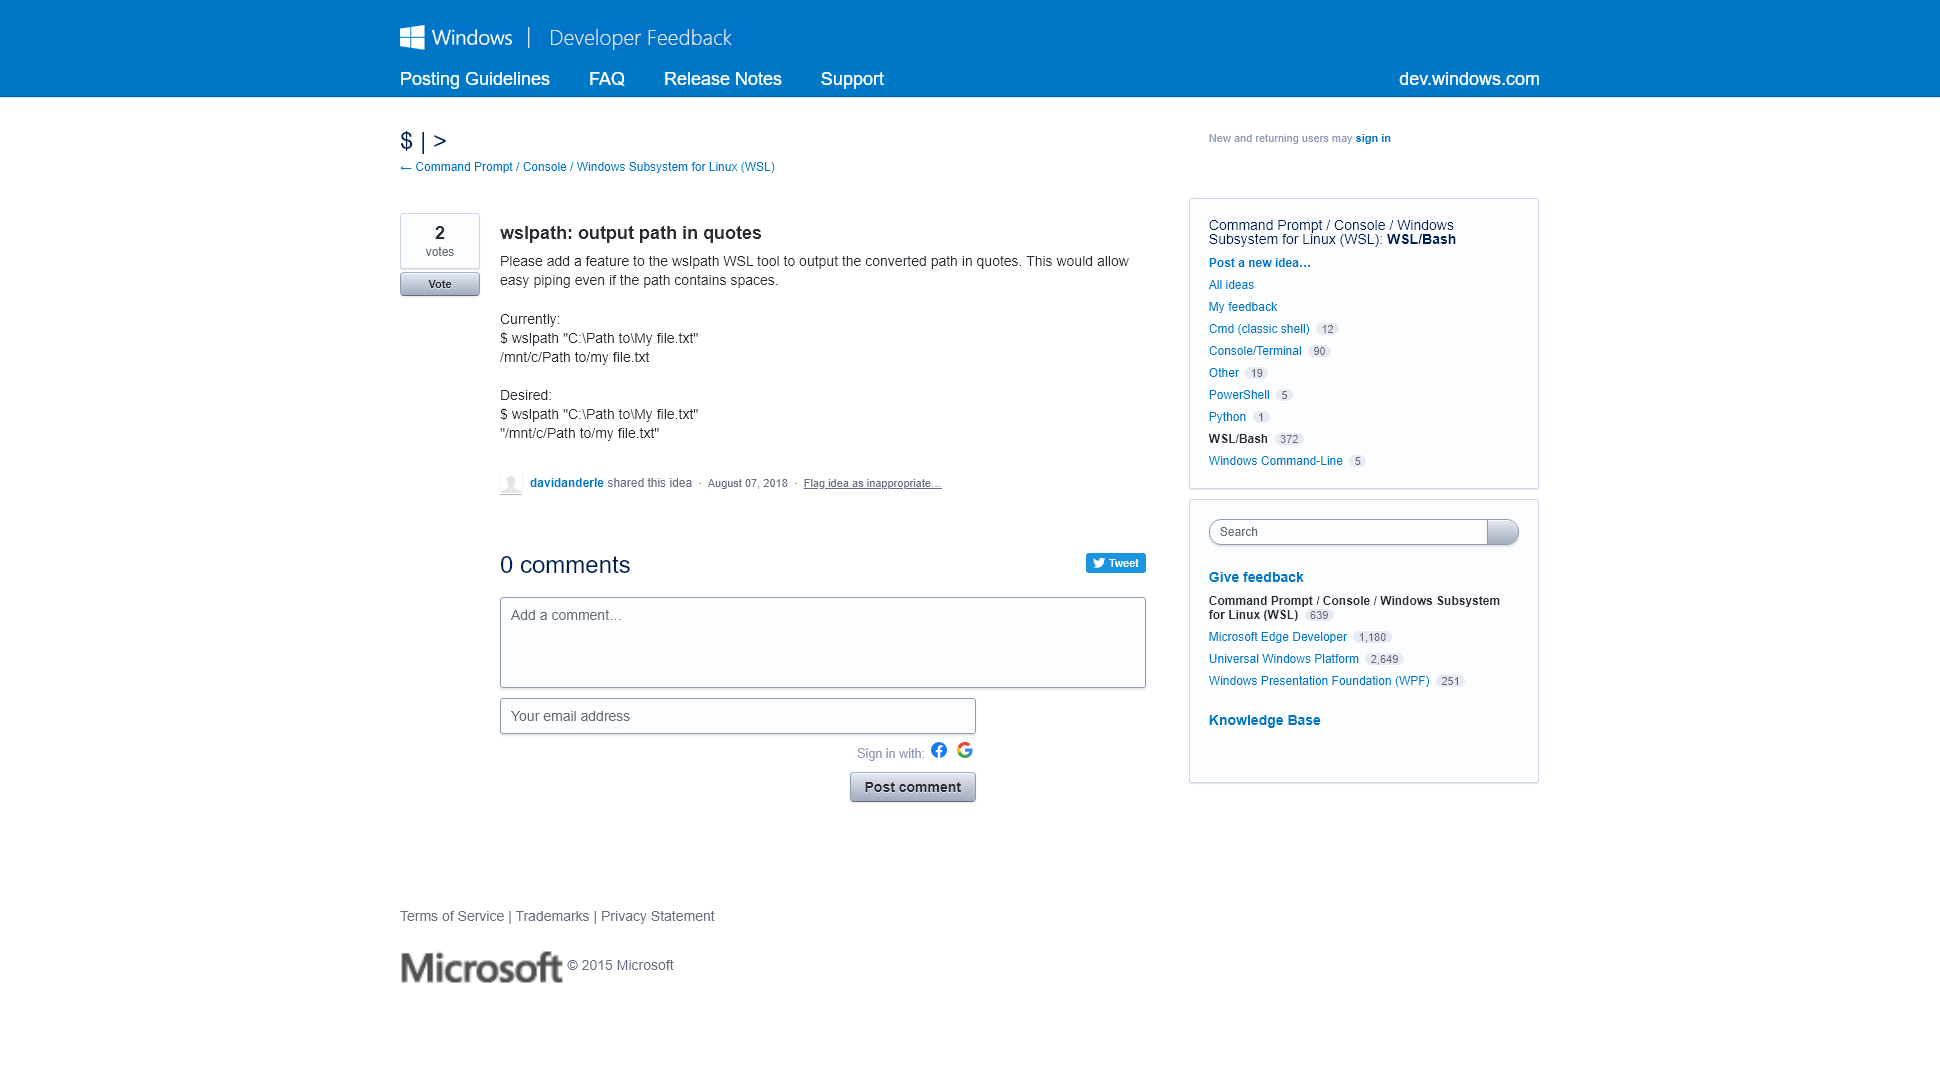 Windows | Developer Feedback
Posting Guidelines FAQ Release Notes Support dev.windows.com
$ | >
← Command Prompt / Console / Windows Subsystem for Linux (WSL)
2
votes
Vote
wslpath: output path in quotes
Please add a feature to the wslpath WSL tool to output the converted path in quotes. This would allow
easy piping even if the path contains spaces.
Currently:
$ wslpath "C:\Path to\My file.txt"
/mnt/c/Path to/my file.txt
Desired:
$ wslpath "C:\Path to\My file.txt"
"/mnt/c/Path to/my file.txt"
davidanderle shared this idea · August 07, 2018 · Flag idea as inappropriate…
0 comments
Tweet
Add a comment…
Your email address
Sign in with:
Post comment
New and returning users may sign in
Command Prompt / Console / Windows
Subsystem for Linux (WSL): WSL/Bash
Post a new idea…
All ideas
My feedback
Cmd (classic shell) 12
Console/Terminal 90
Other 19
PowerShell 5
Python 1
WSL/Bash 372
Windows Command-Line 5
Search
Give feedback
Command Prompt / Console / Windows Subsystem
for Linux (WSL) 639
Microsoft Edge Developer 1,180
Universal Windows Platform 2,649
Windows Presentation Foundation (WPF) 251
Knowledge Base
Terms of Service | Trademarks | Privacy Statement
Microsoft © 2015 Microsoft